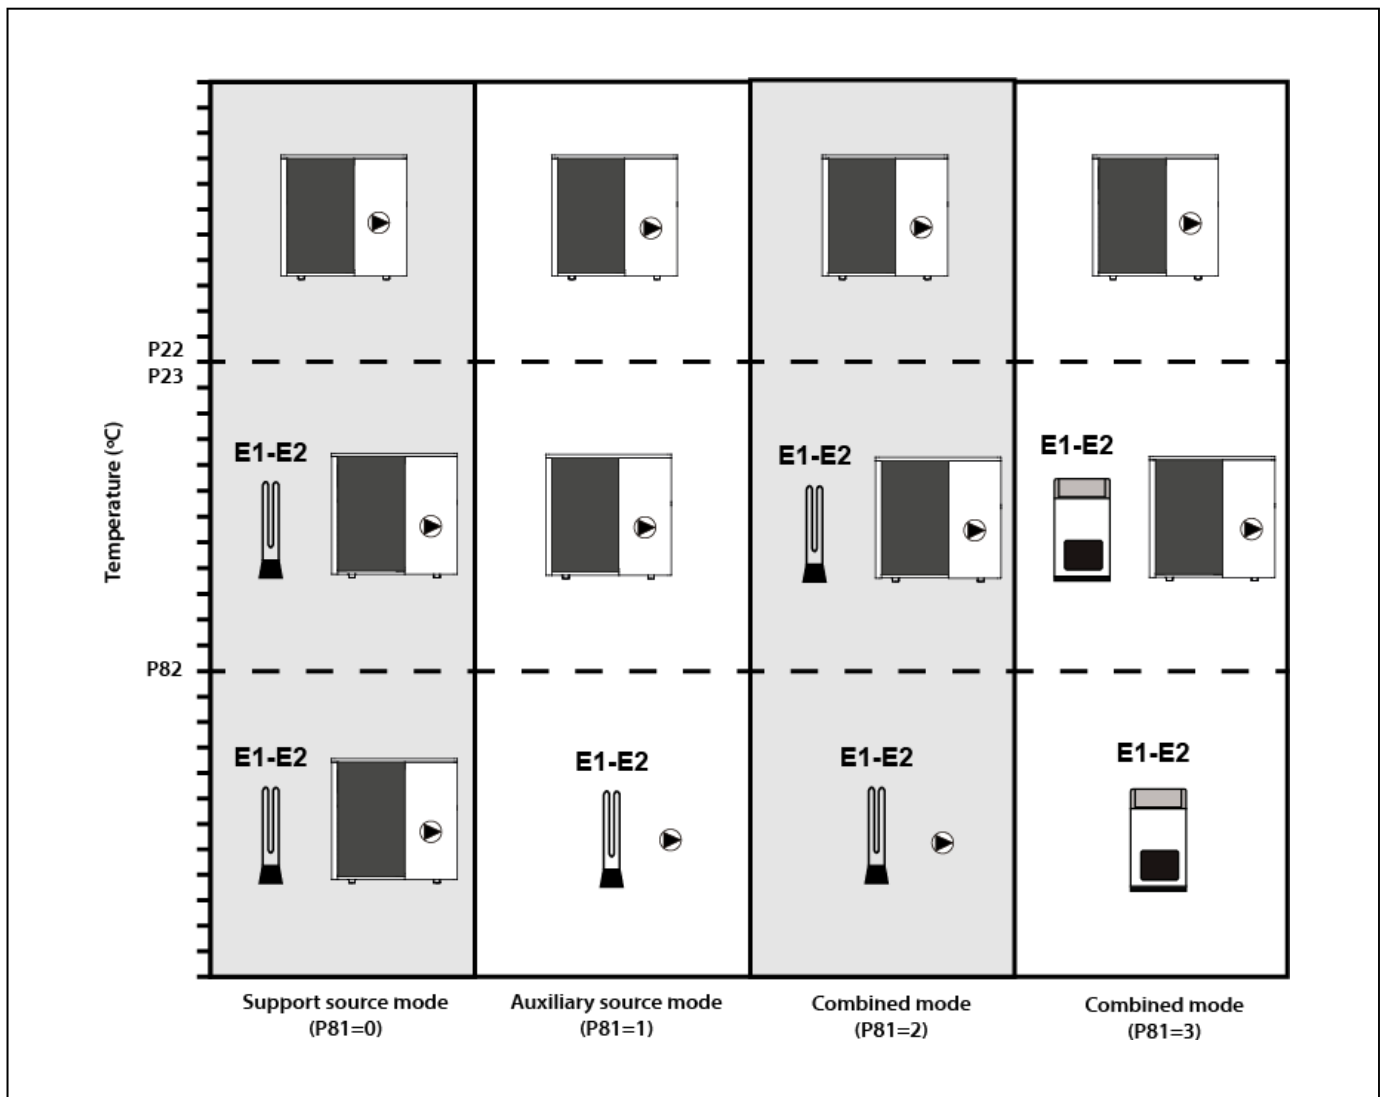 P22
P23
Temperature (ºC)
E1-E2
E1-E2
E1-E2
P82
E1-E2
E1-E2
E1-E2
E1-E2
Support source mode
(P81=0)
Auxiliary source mode
(P81=1)
Combined mode
(P81=2)
Combined mode
(P81=3)